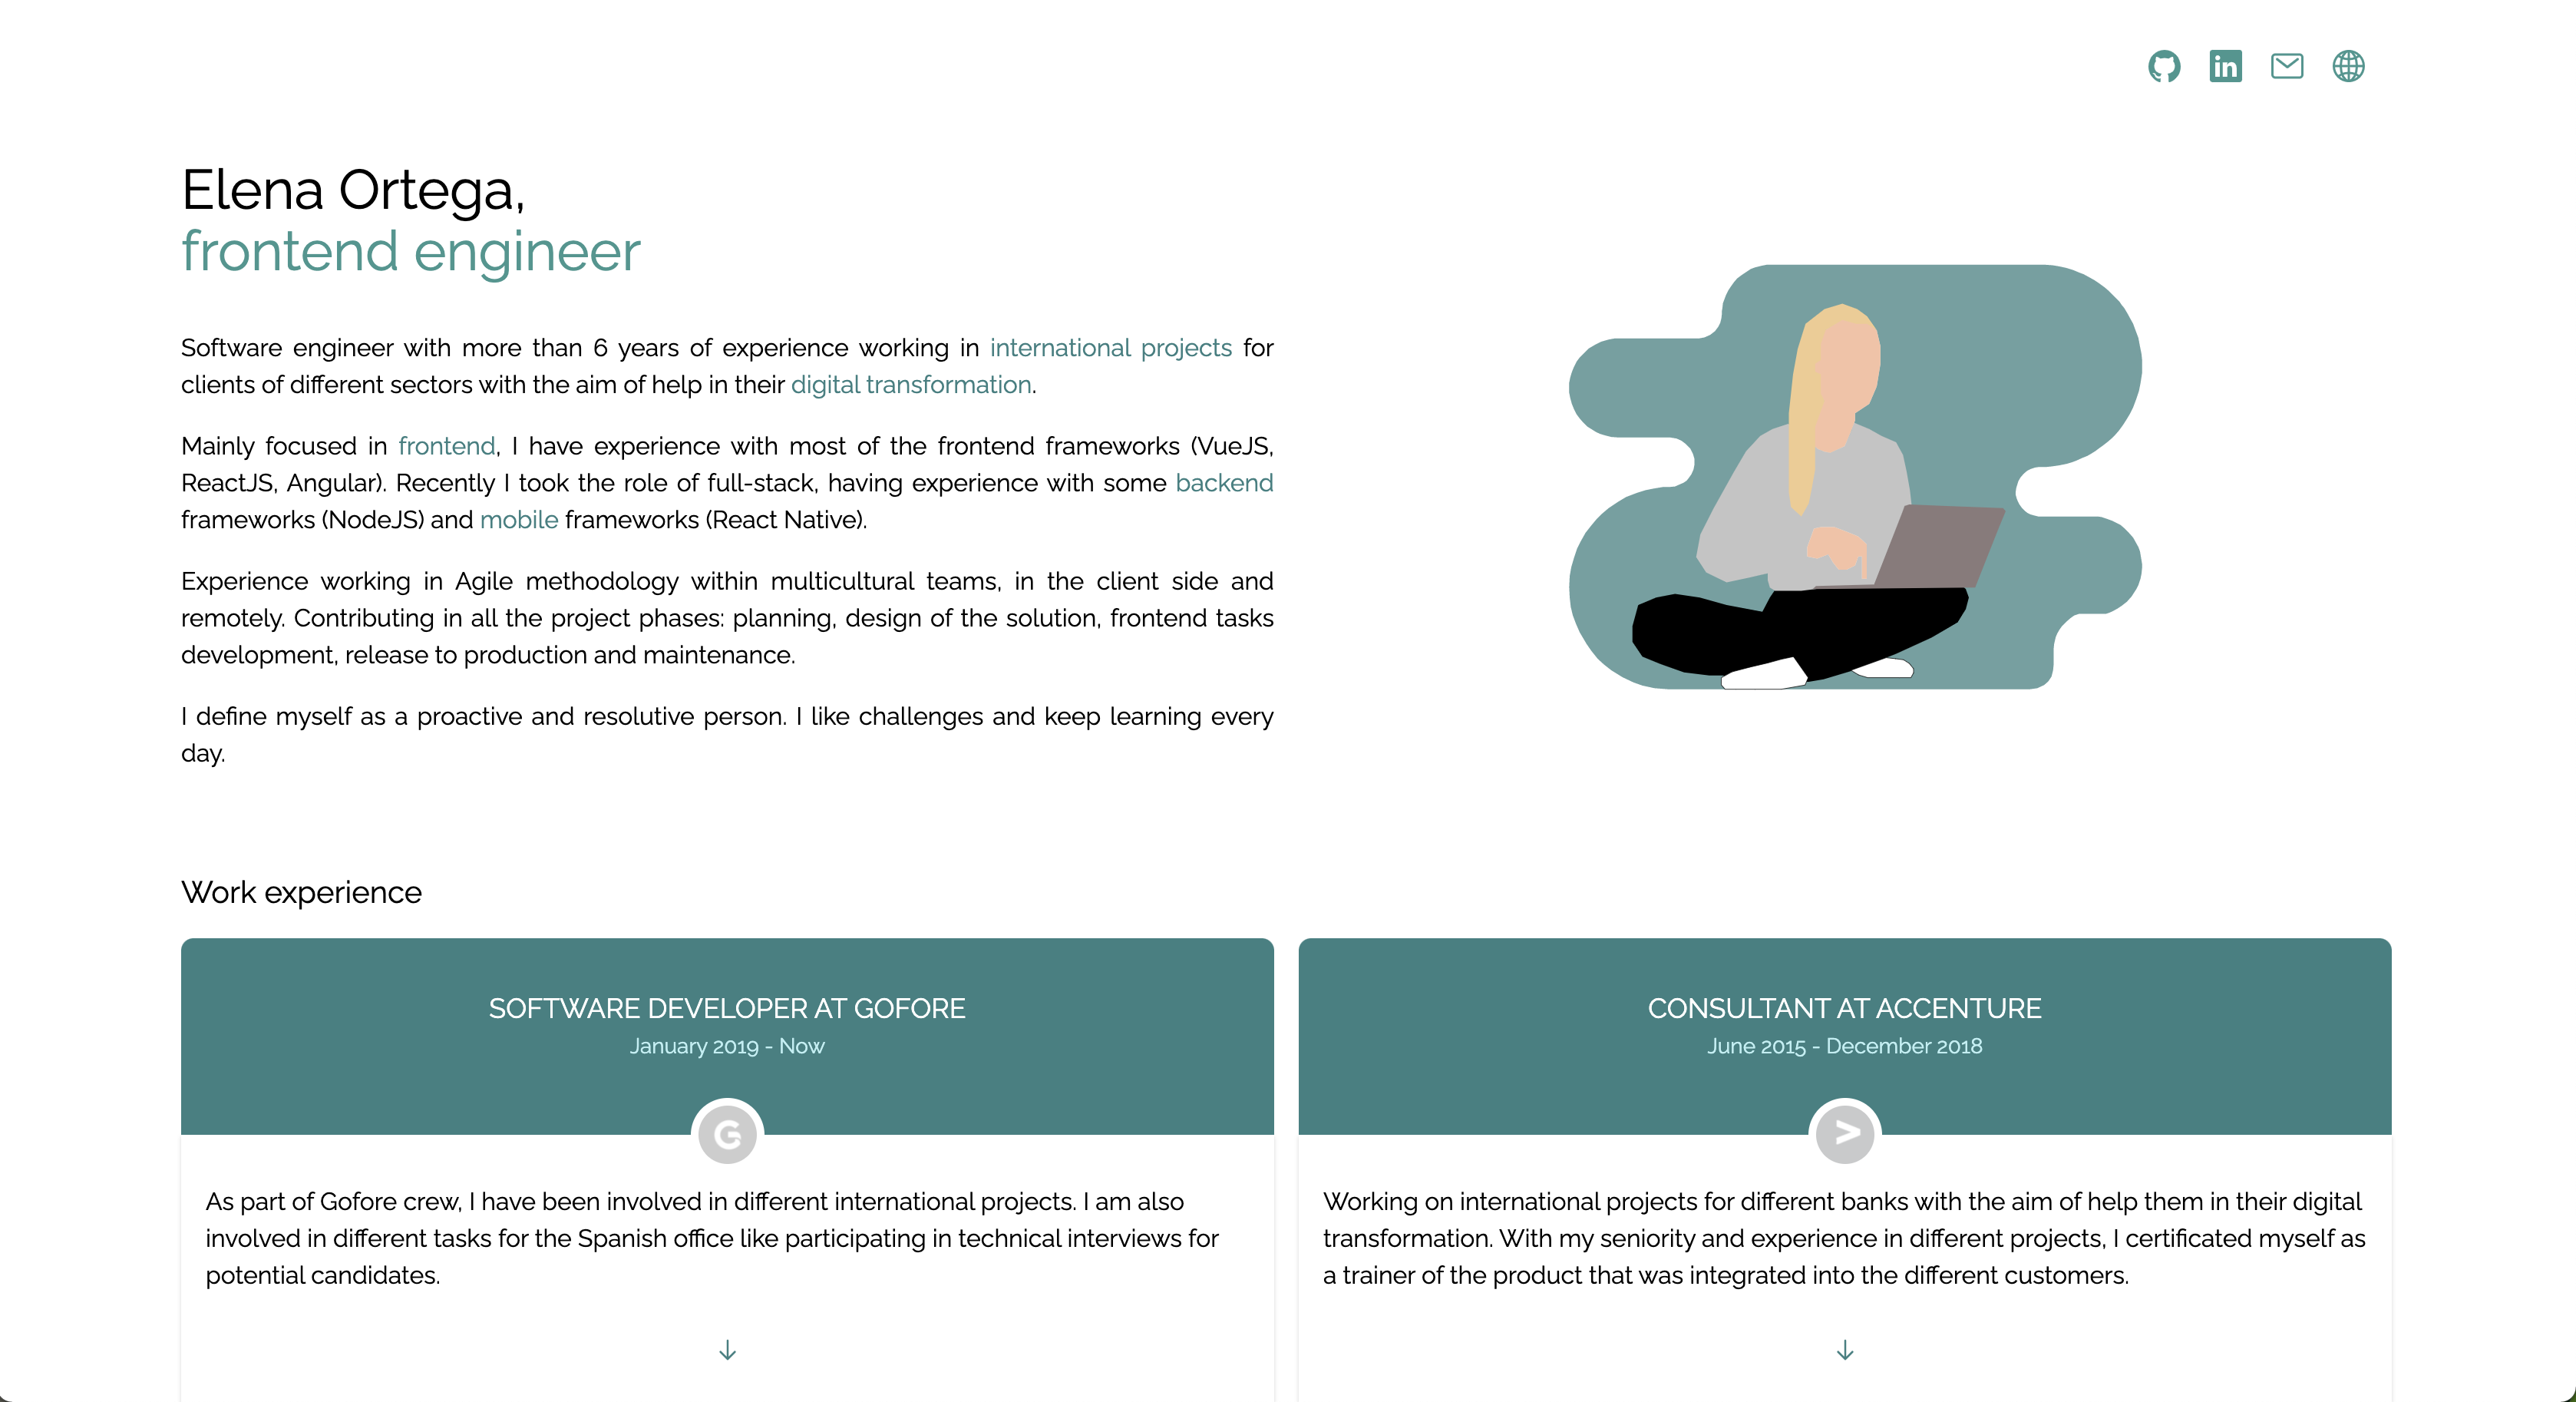 Elena Ortega,
frontend engineer
Software engineer with more than 6 years of experience working in international projects for
clients of different sectors with the aim of help in their digital transformation.
Mainly focused in frontend, I have experience with most of the frontend frameworks (VueJS,
ReactJS, Angular). Recently I took the role of full-stack, having experience with some backend
frameworks (NodeJS) and mobile frameworks (React Native).
Experience working in Agile methodology within multicultural teams, in the client side and
remotely. Contributing in all the project phases: planning, design of the solution, frontend tasks
development, release to production and maintenance.
I define myself as a proactive and resolutive person. I like challenges and keep learning every
day.
Work experience
SOFTWARE DEVELOPER AT GOFORE
January 2019 - Now
G
As part of Gofore crew, I have been involved in different international projects. I am also
involved in different tasks for the Spanish office like participating in technical interviews for
potential candidates.
CONSULTANT AT ACCENTURE
June 2015 - December 2018
>
Working on international projects for different banks with the aim of help them in their digital
transformation. With my seniority and experience in different projects, I certificated myself as
a trainer of the product that was integrated into the different customers.